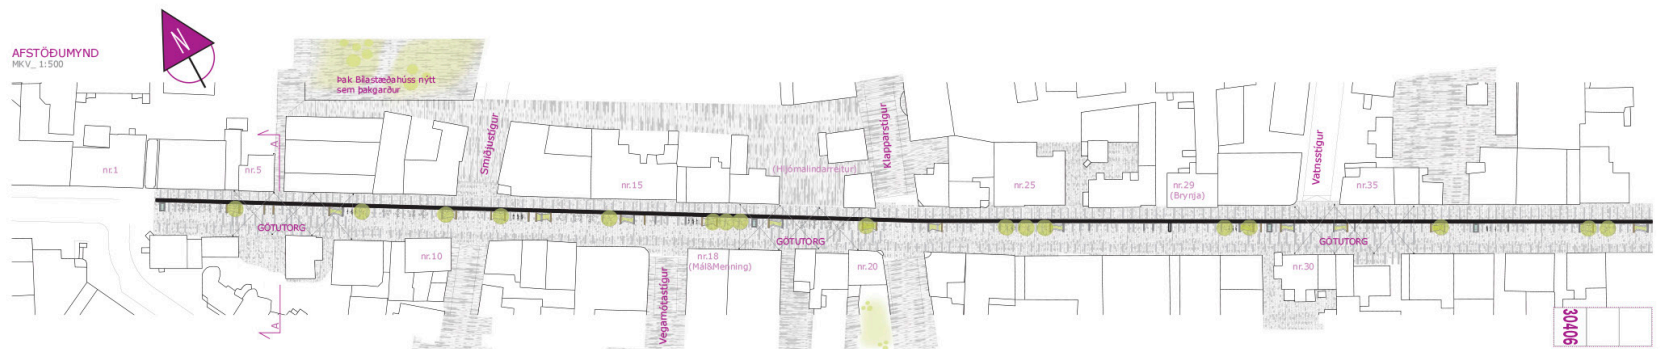 AFSTÖÐUMYND
MKV_ 1:500
N
Þak Bílastæðahúss nýtt
sem þakgarður
Smiðjustígur
Klapparstígur
Vatnsstígur
A
nr.1
nr.5
nr.15
(Hljómalindarreitur)
nr.25
nr.29
(Brynja)
nr.35
GÖTUTORG
GÖTUTORG
GÖTUTORG
nr.10
Vegamótastígur
nr.18
(Mál&Menning)
nr.20
nr.30
A
30406